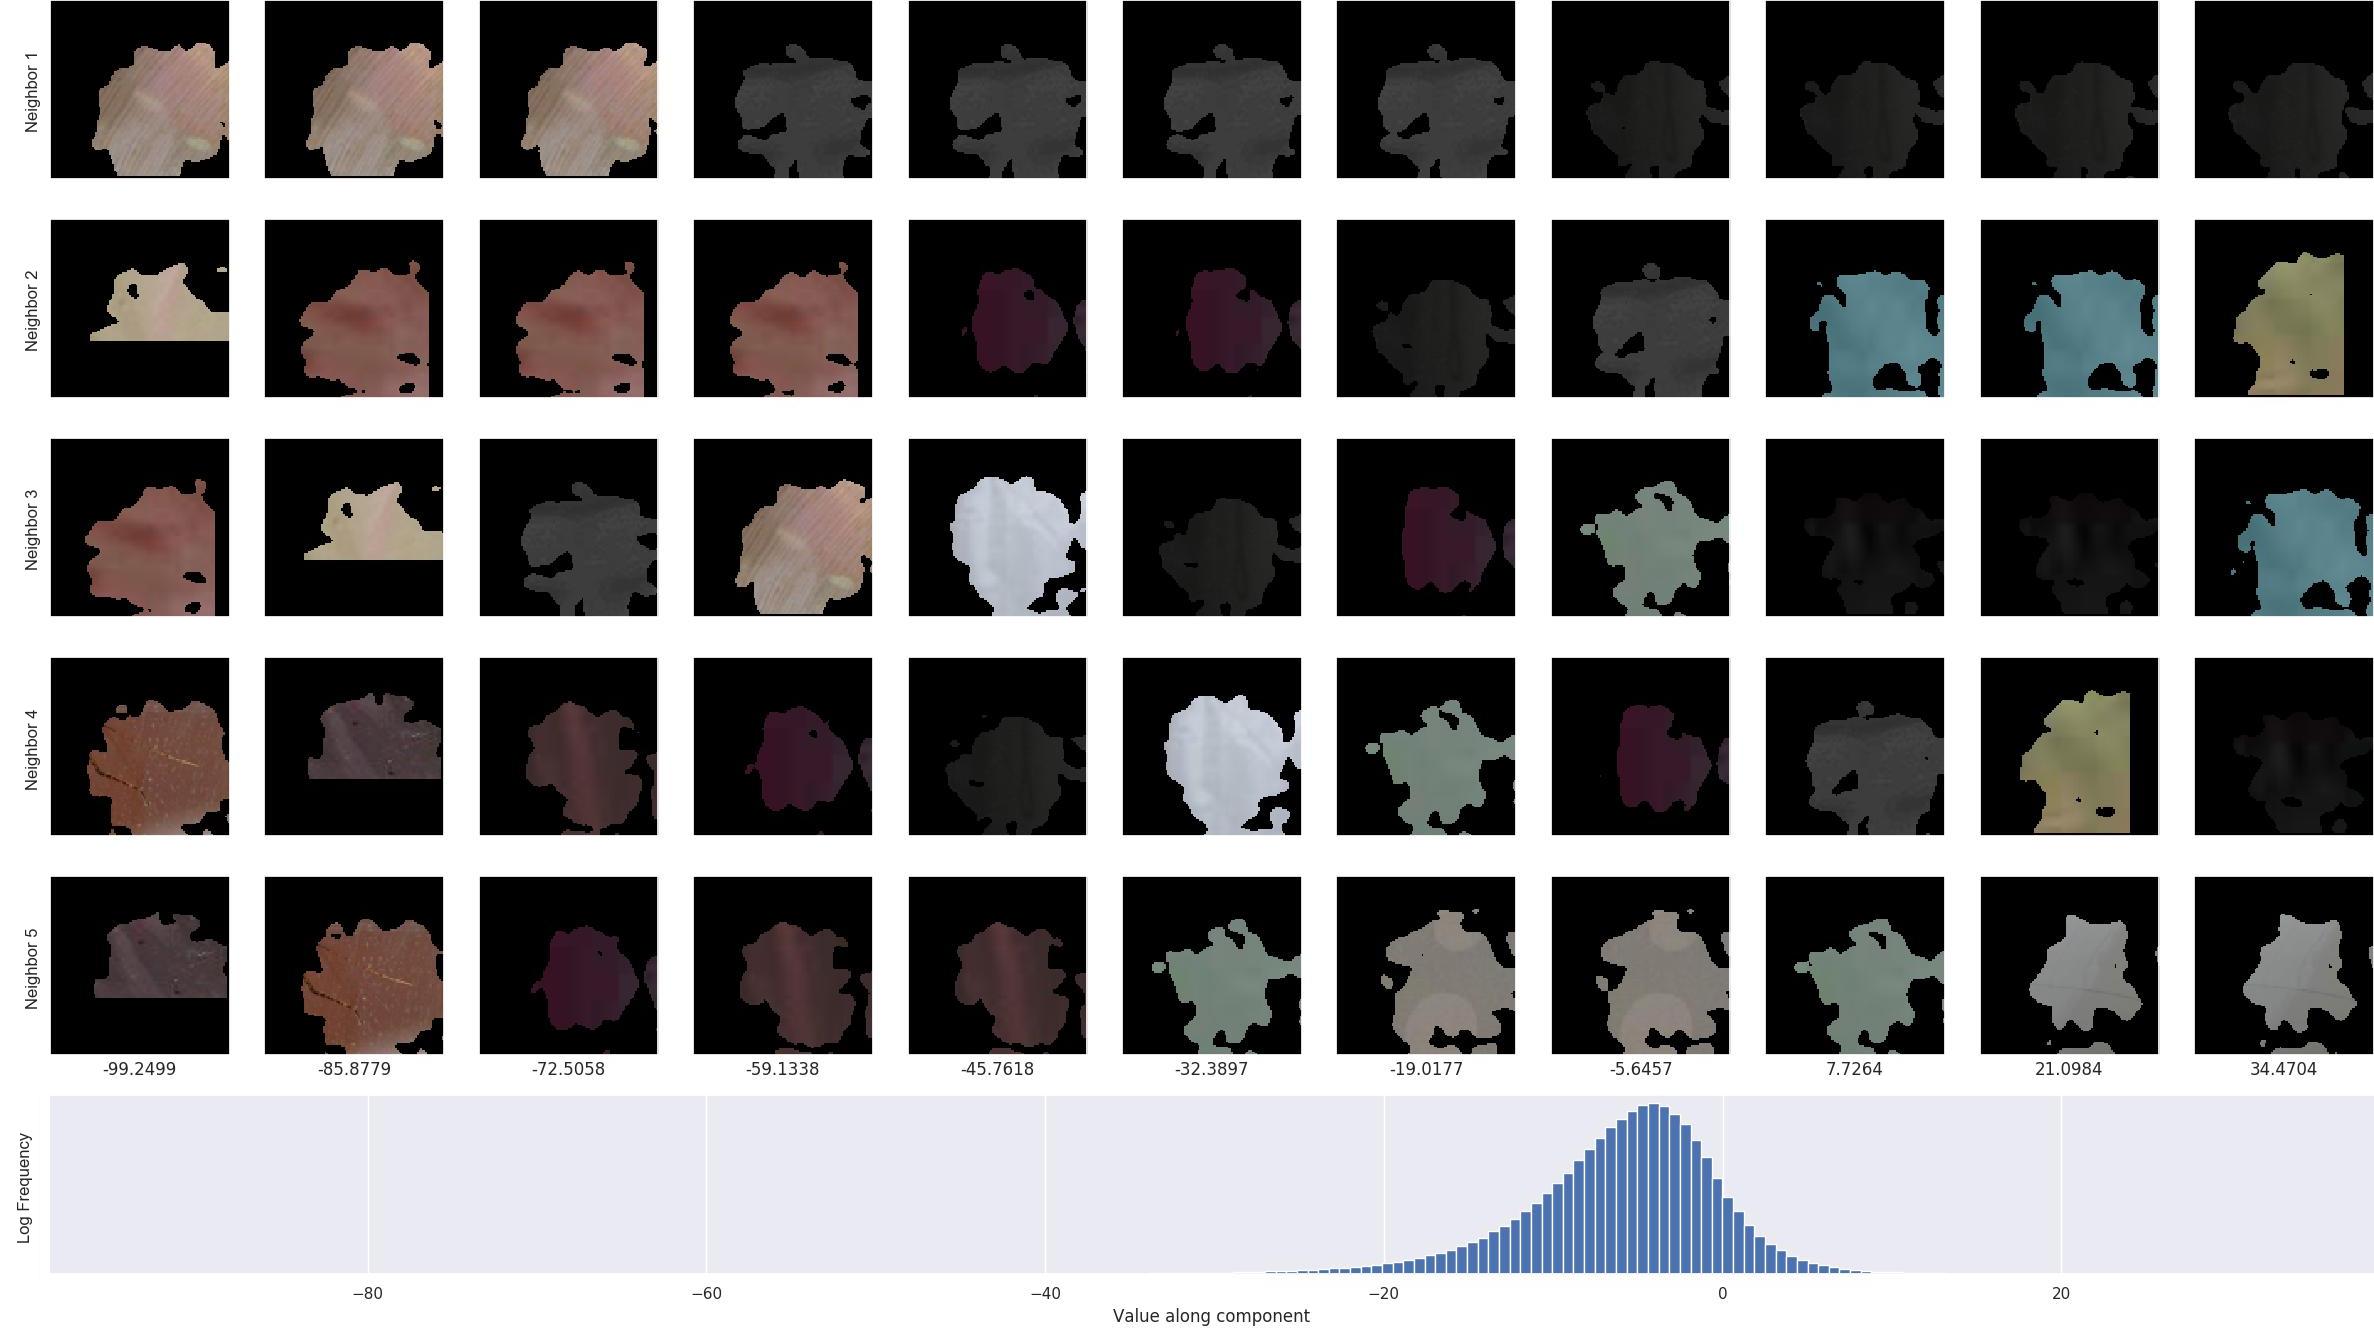 Neighbor 1
Neighbor 2
Neighbor 3
Neighbor 4
Neighbor 5
-99.2499 -85.8779 -72.5058 -59.1338 -45.7618 -32.3897 -19.0177 -5.6457 7.7264 21.0984 34.4704
Log Frequency
−80 −60 −40 −20 0 20
Value along component